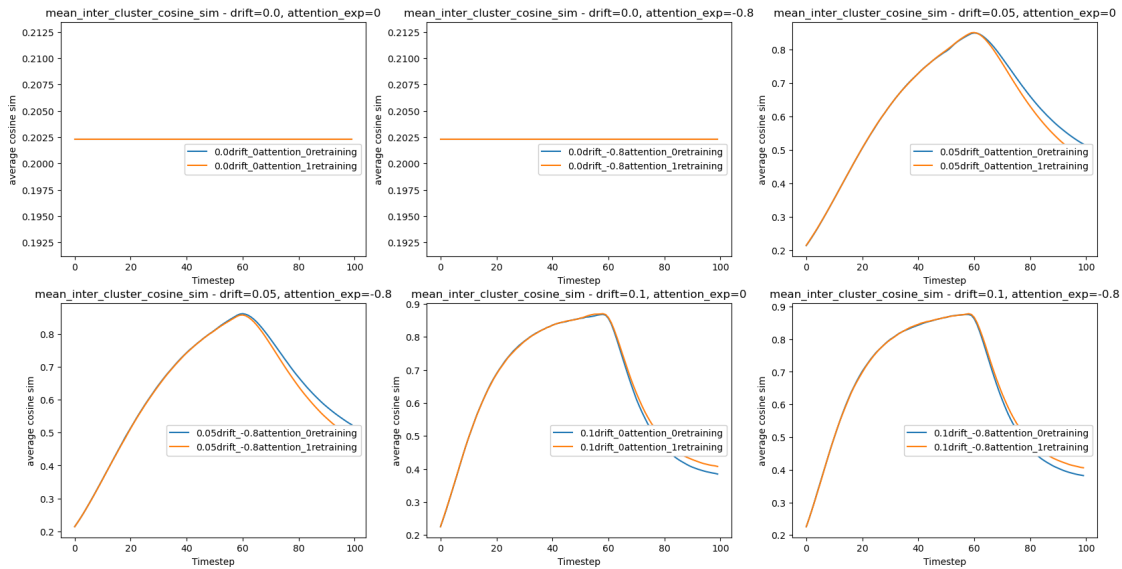 mean_inter_cluster_cosine_sim - drift=0.0, attention_exp=0
0.2125
0.2100
0.2075
0.2050
0.2025
0.2000
0.1975
0.1950
0.1925
average cosine sim
0.0drift_0attention_0retraining
0.0drift_0attention_1retraining
0 20 40 60 80 100
Timestep
mean_inter_cluster_cosine_sim - drift=0.0, attention_exp=-0.8
0.2125
0.2100
0.2075
0.2050
0.2025
0.2000
0.1975
0.1950
0.1925
average cosine sim
0.0drift_-0.8attention_0retraining
0.0drift_-0.8attention_1retraining
0 20 40 60 80 100
Timestep
mean_inter_cluster_cosine_sim - drift=0.05, attention_exp=0
0.8
0.7
0.6
0.5
0.4
0.3
0.2
average cosine sim
0.05drift_0attention_0retraining
0.05drift_0attention_1retraining
0 20 40 60 80 100
Timestep
mean_inter_cluster_cosine_sim - drift=0.05, attention_exp=-0.8
0.8
0.7
0.6
0.5
0.4
0.3
0.2
average cosine sim
0.05drift_-0.8attention_0retraining
0.05drift_-0.8attention_1retraining
0 20 40 60 80 100
Timestep
mean_inter_cluster_cosine_sim - drift=0.1, attention_exp=0
0.9
0.8
0.7
0.6
0.5
0.4
0.3
0.2
average cosine sim
0.1drift_0attention_0retraining
0.1drift_0attention_1retraining
0 20 40 60 80 100
Timestep
mean_inter_cluster_cosine_sim - drift=0.1, attention_exp=-0.8
0.9
0.8
0.7
0.6
0.5
0.4
0.3
0.2
average cosine sim
0.1drift_-0.8attention_0retraining
0.1drift_-0.8attention_1retraining
0 20 40 60 80 100
Timestep